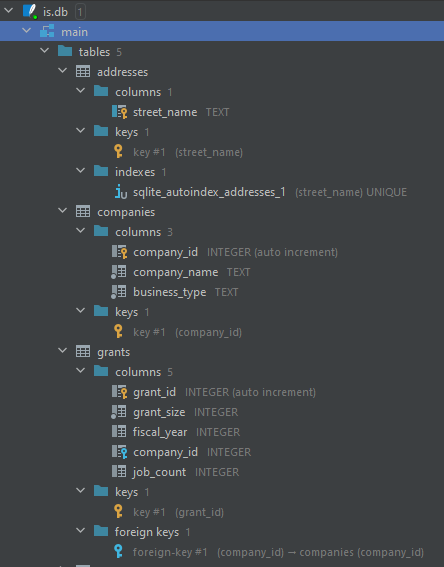 is.db 1
main
tables 5
addresses
columns 1
street_name TEXT
keys 1
key #1 (street_name)
indexes 1
sqlite_autoindex_addresses_1 (street_name) UNIQUE
companies
columns 3
company_id INTEGER (auto increment)
company_name TEXT
business_type TEXT
keys 1
key #1 (company_id)
grants
columns 5
grant_id INTEGER (auto increment)
grant_size INTEGER
fiscal_year INTEGER
company_id INTEGER
job_count INTEGER
keys 1
key #1 (grant_id)
foreign keys 1
foreign-key #1 (company_id) → companies (company_id)